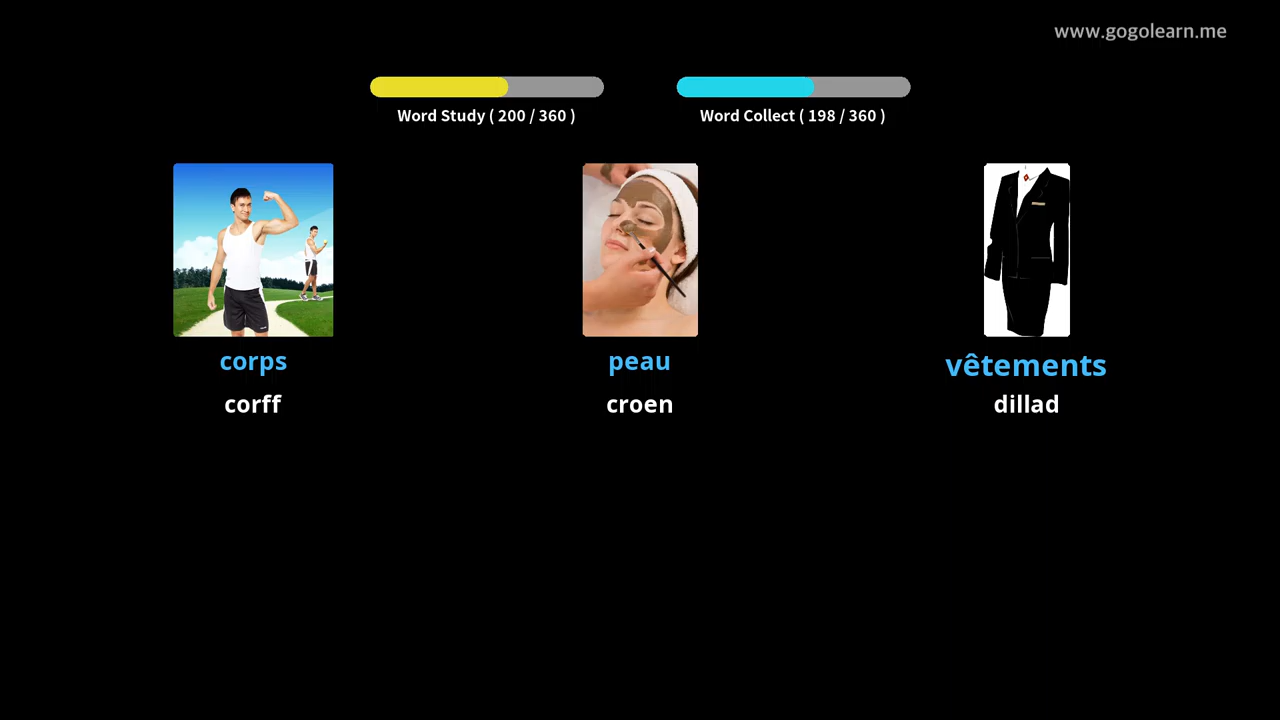 www.gogolearn.me
Word Study ( 200 / 360 )
Word Collect ( 198 / 360 )
corps
peau
vêtements
corff
croen
dillad